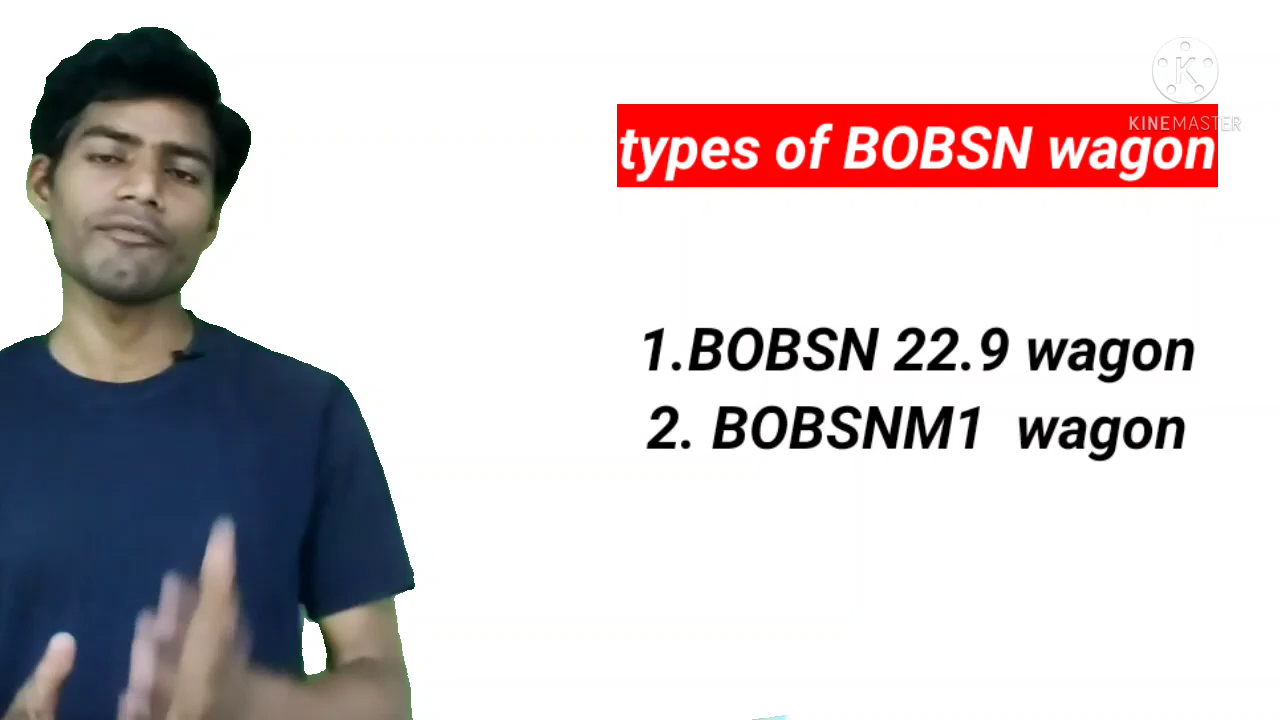 K
KINEMASTER
types of BOBSN wagon
1.BOBSN 22.9 wagon
2. BOBSNM1 wagon